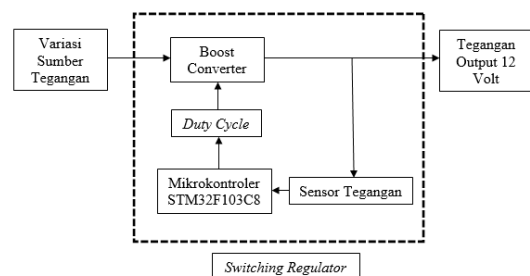 Variasi
Sumber
Tegangan
Boost
Converter
Tegangan
Output 12
Volt
Duty Cycle
Mikrokontroler
STM32F103C8
Sensor Tegangan
Switching Regulator